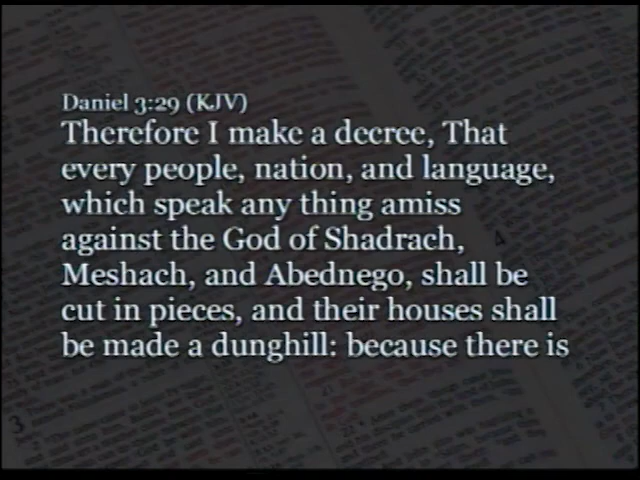 Daniel 3:29 (KJV)
Therefore I make a decree, That
every people, nation, and language,
which speak any thing amiss
against the God of Shadrach,
Meshach, and Abednego, shall be
cut in pieces, and their houses shall
be made a dunghill: because there is